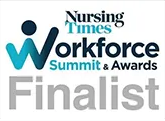 Nursing
Times
Workforce
Summit & Awards
Finalist